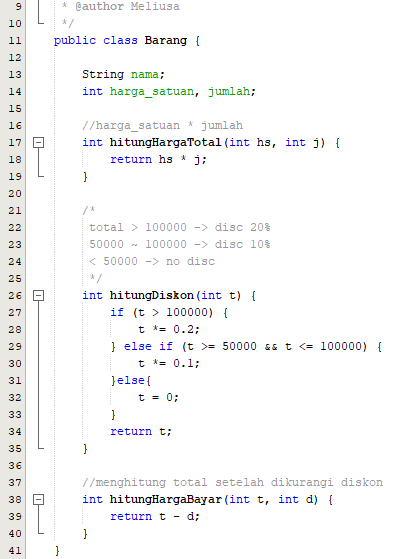 9 * @author Meliusa
10 */
11 public class Barang {
12
13 String nama;
14 int harga_satuan, jumlah;
15
16 //harga_satuan * jumlah
17 int hitungHargaTotal(int hs, int j) {
18 return hs * j;
19 }
20
21 /*
22 total > 100000 -> disc 20%
23 50000 ~ 100000 -> disc 10%
24 < 50000 -> no disc
25 */
26 int hitungDiskon(int t) {
27 if (t > 100000) {
28 t *= 0.2;
29 } else if (t >= 50000 && t <= 100000) {
30 t *= 0.1;
31 }else{
32 t = 0;
33 }
34 return t;
35 }
36
37 //menghitung total setelah dikurangi diskon
38 int hitungHargaBayar(int t, int d) {
39 return t - d;
40 }
41 }